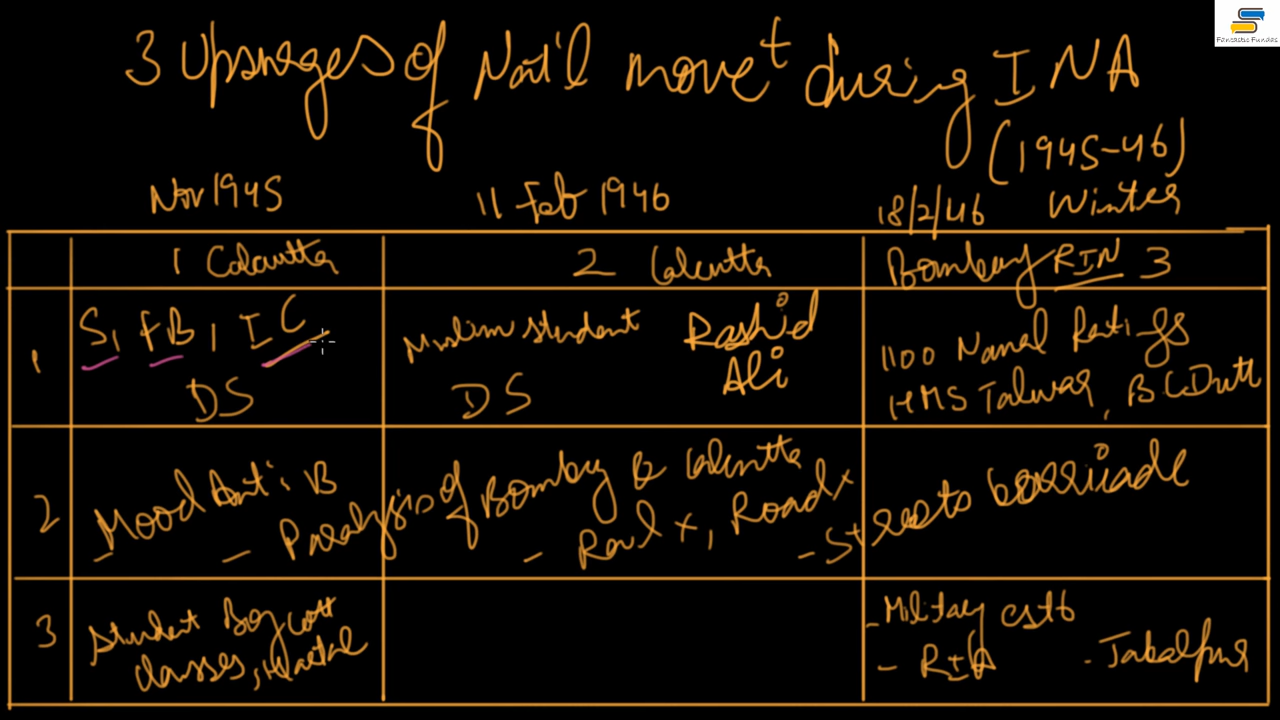 Fantastic Fundas
3 Upsurges of Nat'l movet during INA
(1945-46)
Nov 1945 11 Feb 1946 18/2/46 Winter
1 Calcutta 2 Calcutta Bombay RIN 3
1 S, FB, IC Muslim student Rashid Ali 1100 Naval Ratings
DS DS HMS Talwar, BC Dutt
2 Mood Anti B
- Paralysis of Bombay & Calcutta
- Rail x, Road x - Streets barricade
3 Student Boycott
classes, Hartal
- Military estb
- RIA - Jabalpur